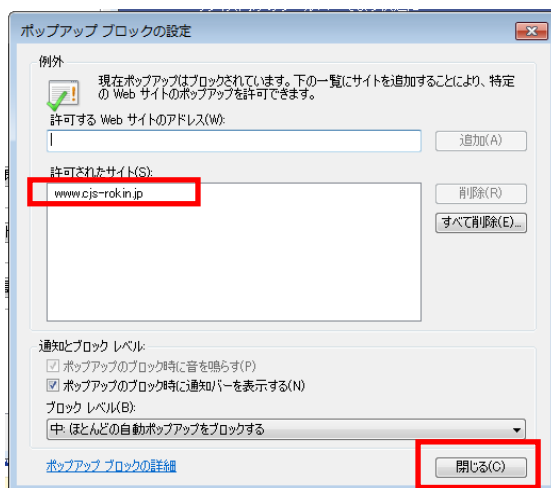 ポップアップ ブロックの設定
例外
現在ポップアップはブロックされています。下の一覧にサイトを追加することにより、特定
の Web サイトのポップアップを許可できます。
許可する Web サイトのアドレス(W):
追加(A)
許可されたサイト(S):
www.cjs-rokin.jp
削除(R)
すべて削除(E)...
通知とブロック レベル:
ポップアップのブロック時に音を鳴らす(P)
ポップアップのブロック時に通知バーを表示する(N)
ブロック レベル(B):
中: ほとんどの自動ポップアップをブロックする
ポップアップ ブロックの詳細
閉じる(C)